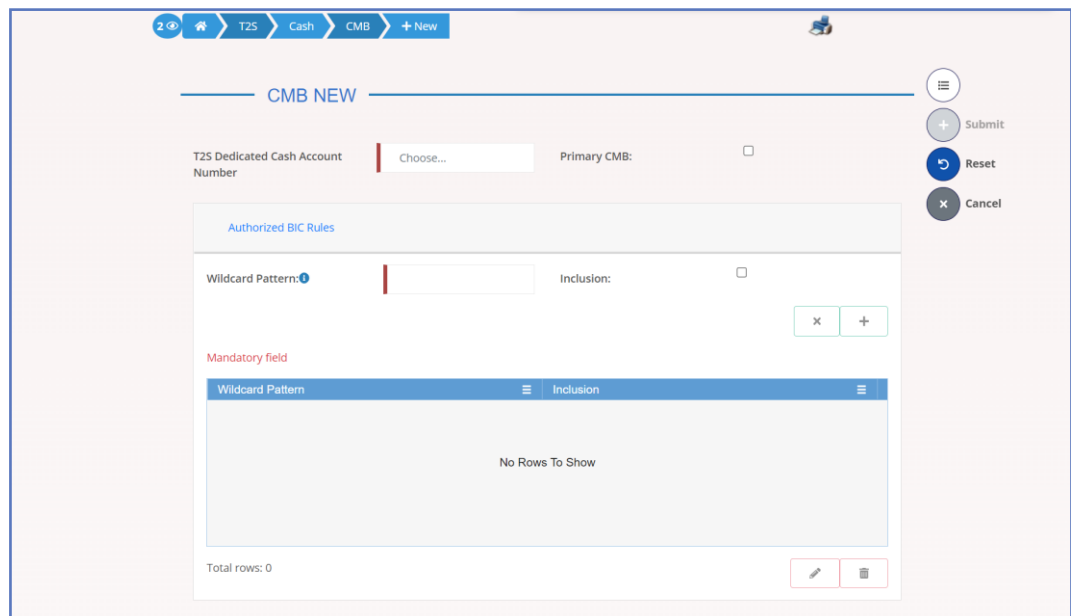 2 T2S Cash CMB + New
CMB NEW
Submit
T2S Dedicated Cash Account
Number
Choose...
Primary CMB:
Reset
Cancel
Authorized BIC Rules
Wildcard Pattern:
Inclusion:
Mandatory field
Wildcard Pattern Inclusion
No Rows To Show
Total rows: 0